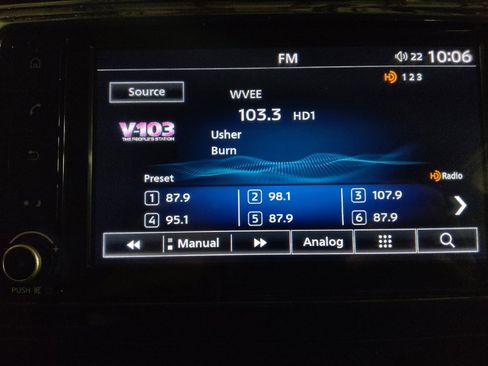 FM
22 10:06
HD 1 2 3
Source
WVEE
103.3 HD1
V-103
THE PEOPLE'S STATION
Usher
Burn
Preset
HD Radio
1 87.9
2 98.1
3 107.9
4 95.1
5 87.9
6 87.9
Manual
Analog
PUSH